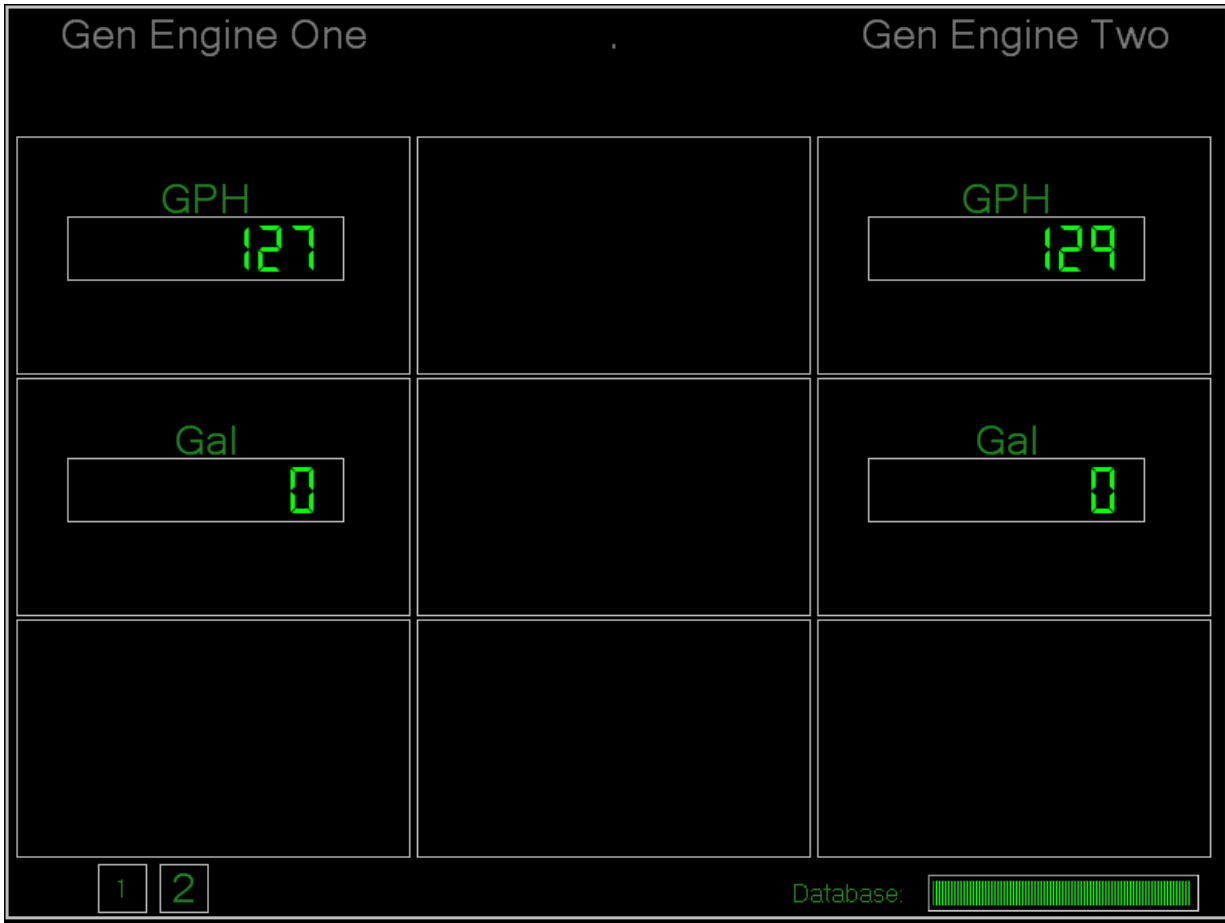 Gen Engine One . Gen Engine Two
GPH GPH
127 129
Gal Gal
0 0
1 2 Database: